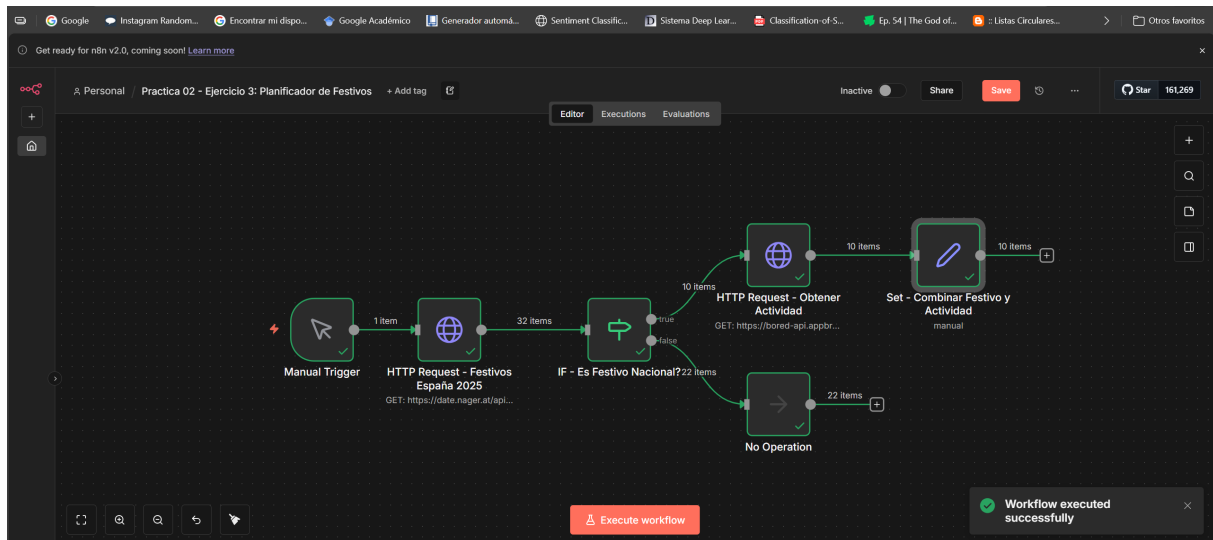 Google
Instagram Random...
Encontrar mi dispo...
Google Académico
Generador automá...
Sentiment Classific...
Sistema Deep Lear...
Classification-of-S...
Ep. 54 | The God of...
:: Listas Circulares...
Otros favoritos
Get ready for n8n v2.0, coming soon! Learn more
Personal / Practica 02 - Ejercicio 3: Planificador de Festivos
+ Add tag
Inactive
Share
Save
Star 161,269
Editor
Executions
Evaluations
1 item
32 items
10 items
true
false
22 items
10 items
10 items
22 items
Manual Trigger
HTTP Request - Festivos
España 2025
GET: https://date.nager.at/api...
IF - Es Festivo Nacional?
HTTP Request - Obtener
Actividad
GET: https://bored-api.appbr...
Set - Combinar Festivo y
Actividad
manual
No Operation
Execute workflow
Workflow executed
successfully